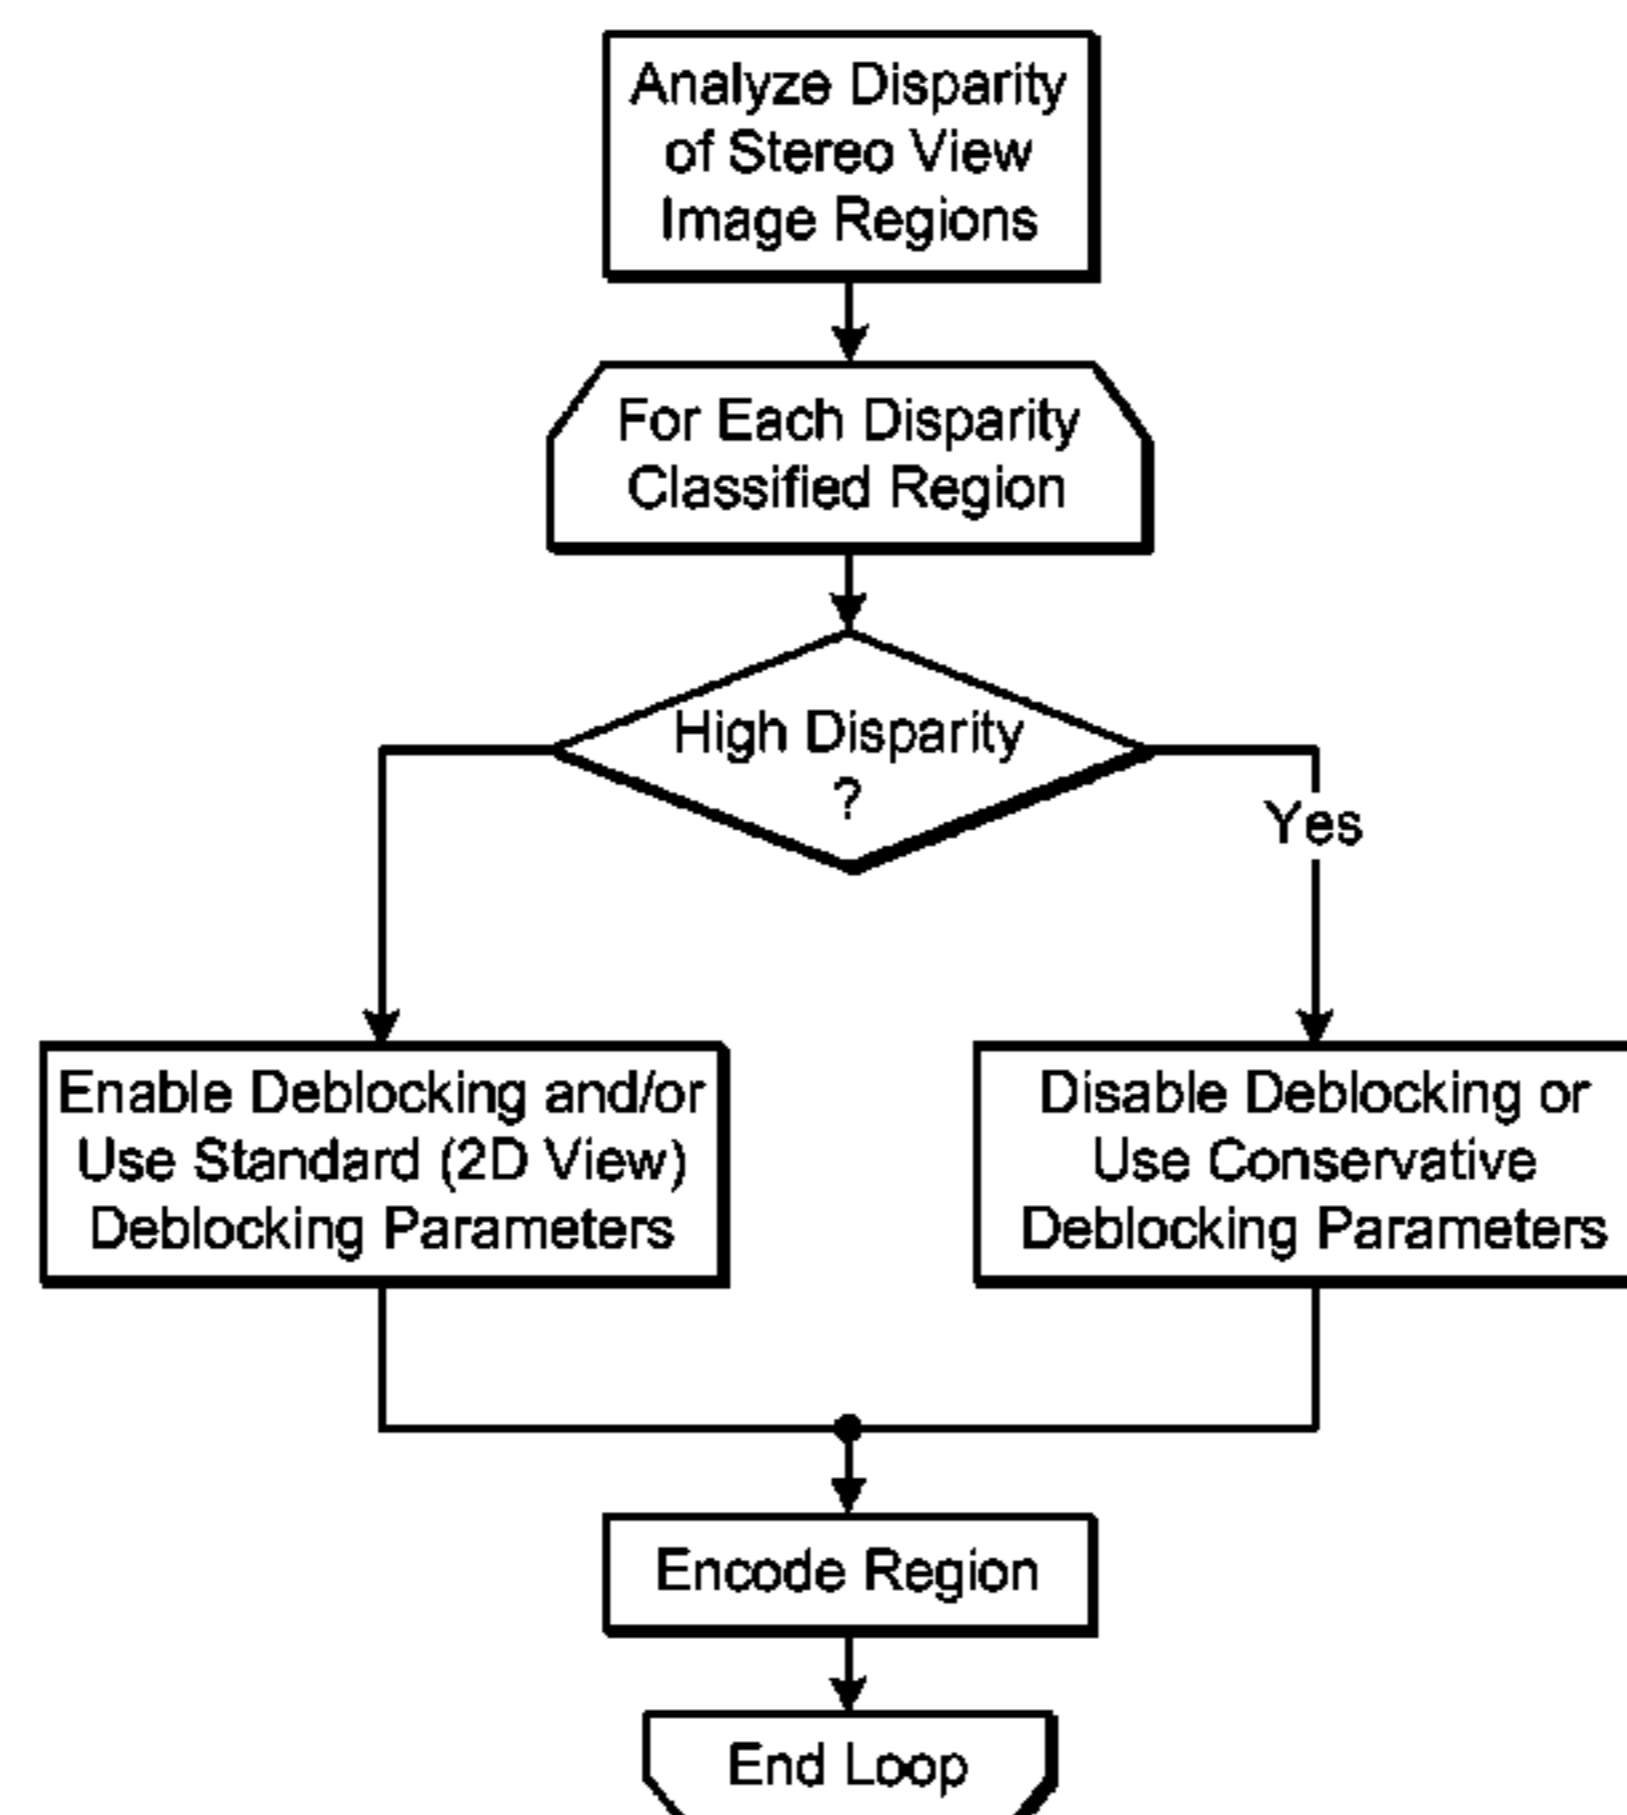 Analyze Disparity
of Stereo View
Image Regions
For Each Disparity
Classified Region
High Disparity
?
Yes
Enable Deblocking and/or
Use Standard (2D View)
Deblocking Parameters
Disable Deblocking or
Use Conservative
Deblocking Parameters
Encode Region
End Loop